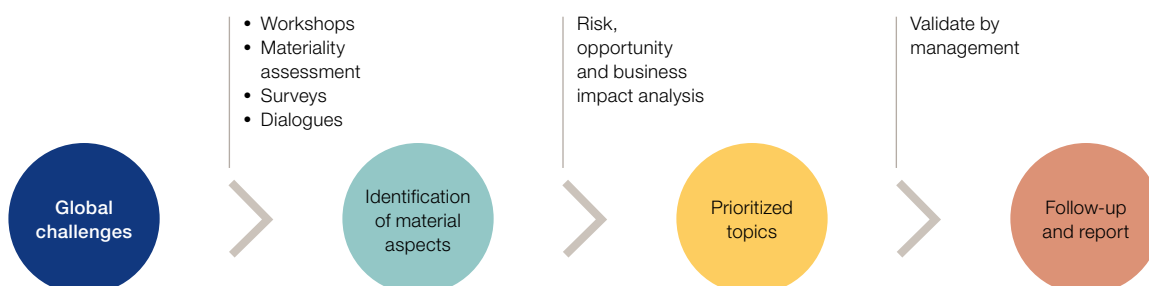 • Workshops
• Materiality
assessment
• Surveys
• Dialogues
Risk,
opportunity
and business
impact analysis
Validate by
management
Global
challenges
Identification
of material
aspects
Prioritized
topics
Follow-up
and report